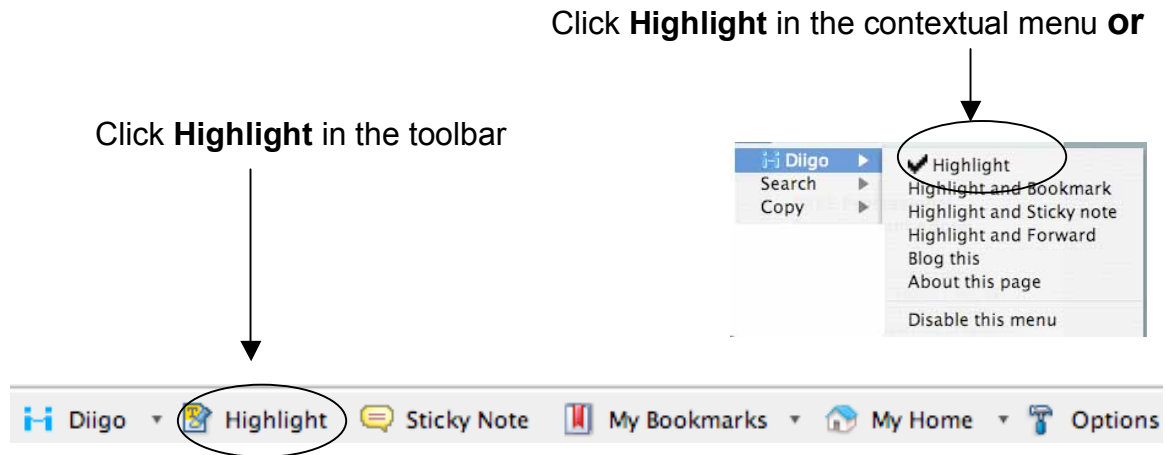 Click Highlight in the contextual menu or
Click Highlight in the toolbar
Diigo
Search
Copy
Highlight
Highlight and Bookmark
Highlight and Sticky note
Highlight and Forward
Blog this
About this page
Disable this menu
Diigo Highlight Sticky Note My Bookmarks My Home Options